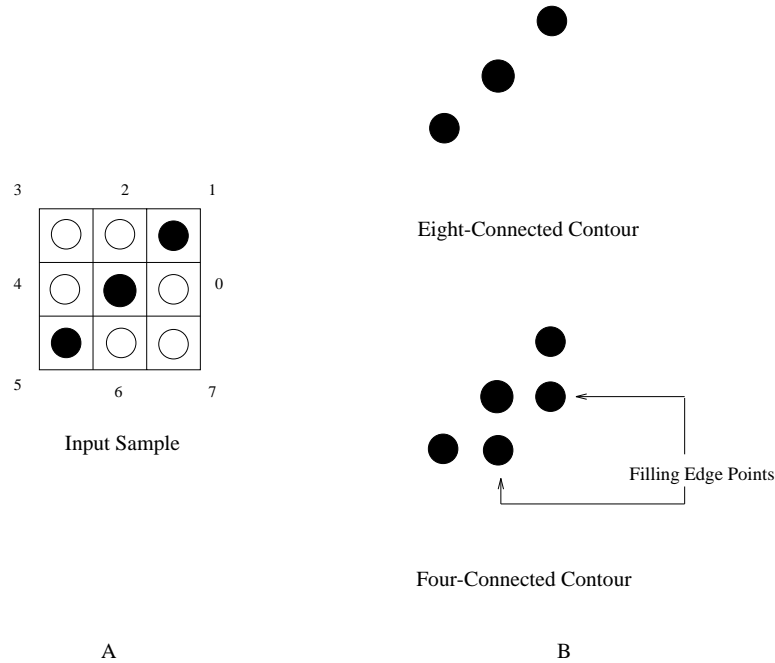 3 2 1
4 0
5 6 7
Input Sample
A
Eight-Connected Contour
Filling Edge Points
Four-Connected Contour
B